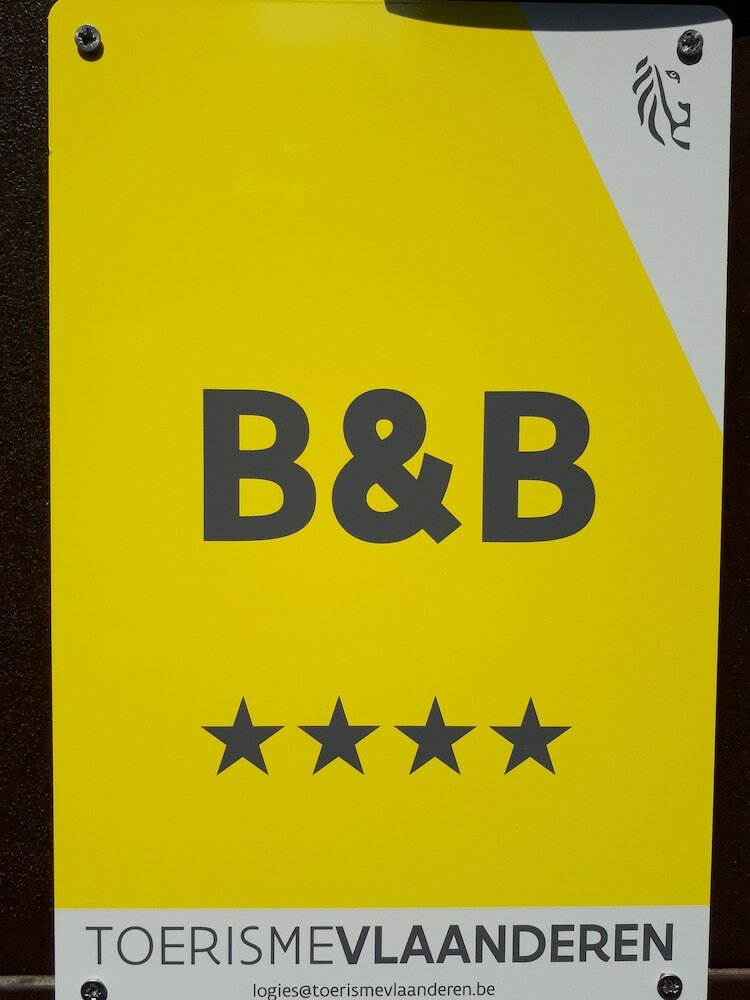 B&B
★★★★
TOERISMEVLAANDEREN
logies@toerismevlaanderen.be